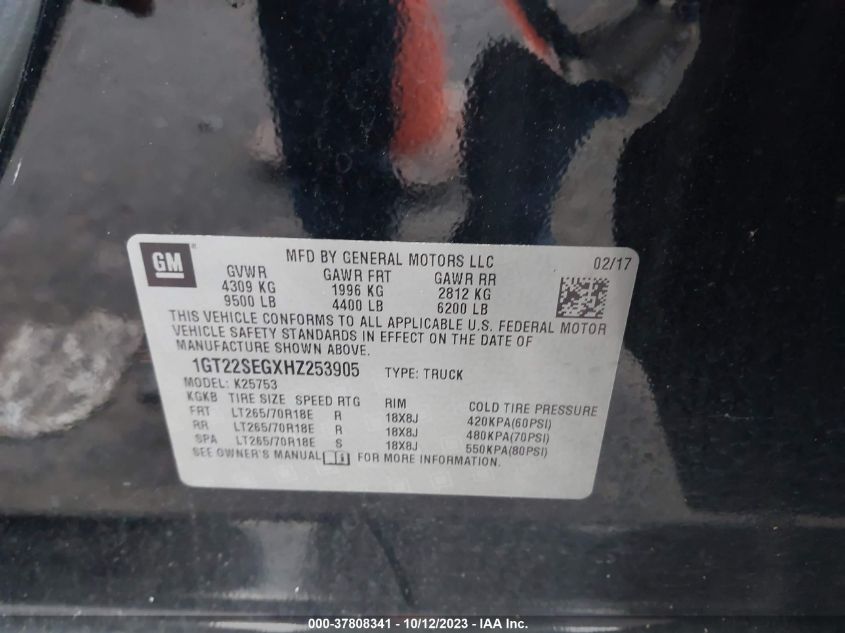 GM ®
MFD BY GENERAL MOTORS LLC 02/17
GVWR GAWR FRT GAWR RR
4309 KG 1996 KG 2812 KG
9500 LB 4400 LB 6200 LB
THIS VEHICLE CONFORMS TO ALL APPLICABLE U.S. FEDERAL MOTOR
VEHICLE SAFETY STANDARDS IN EFFECT ON THE DATE OF
MANUFACTURE SHOWN ABOVE.
1GT22SEGXHZ253905 TYPE: TRUCK
MODEL: K25753
KGKB TIRE SIZE SPEED RTG RIM COLD TIRE PRESSURE
FRT LT265/70R18E R 18X8J 420KPA(60PSI)
RR LT265/70R18E R 18X8J 480KPA(70PSI)
SPA LT265/70R18E S 18X8J 550KPA(80PSI)
SEE OWNER'S MANUAL FOR MORE INFORMATION.
000-37808341 - 10/12/2023 - IAA Inc.